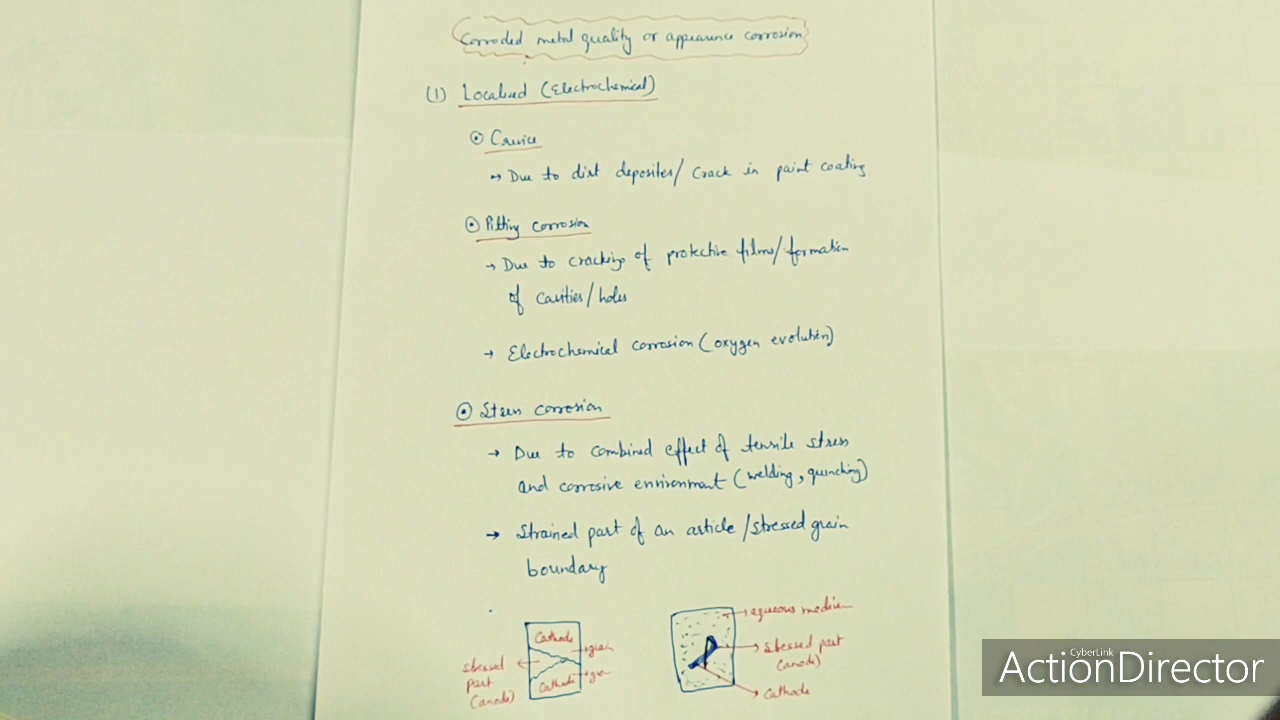 Corroded metal quality or appearence corrosion
(1) Localised (Electrochemical)
Crevice
→ Due to dirt deposites/ crack in paint coating
Pitting corrosion
→ Due to cracking of protective films/formation
of cavities/holes
→ Electrochemical corrosion (oxygen evolution)
Stress corrosion
→ Due to combined effect of tensile stress
and corrosive environment (welding, quenching)
→ Strained part of an article /stressed grain
boundary
Cathode
grain
stressed
part
(anode)
Cathode
aqueous medium
stressed part
(anode)
cathode
CyberLink
ActionDirector